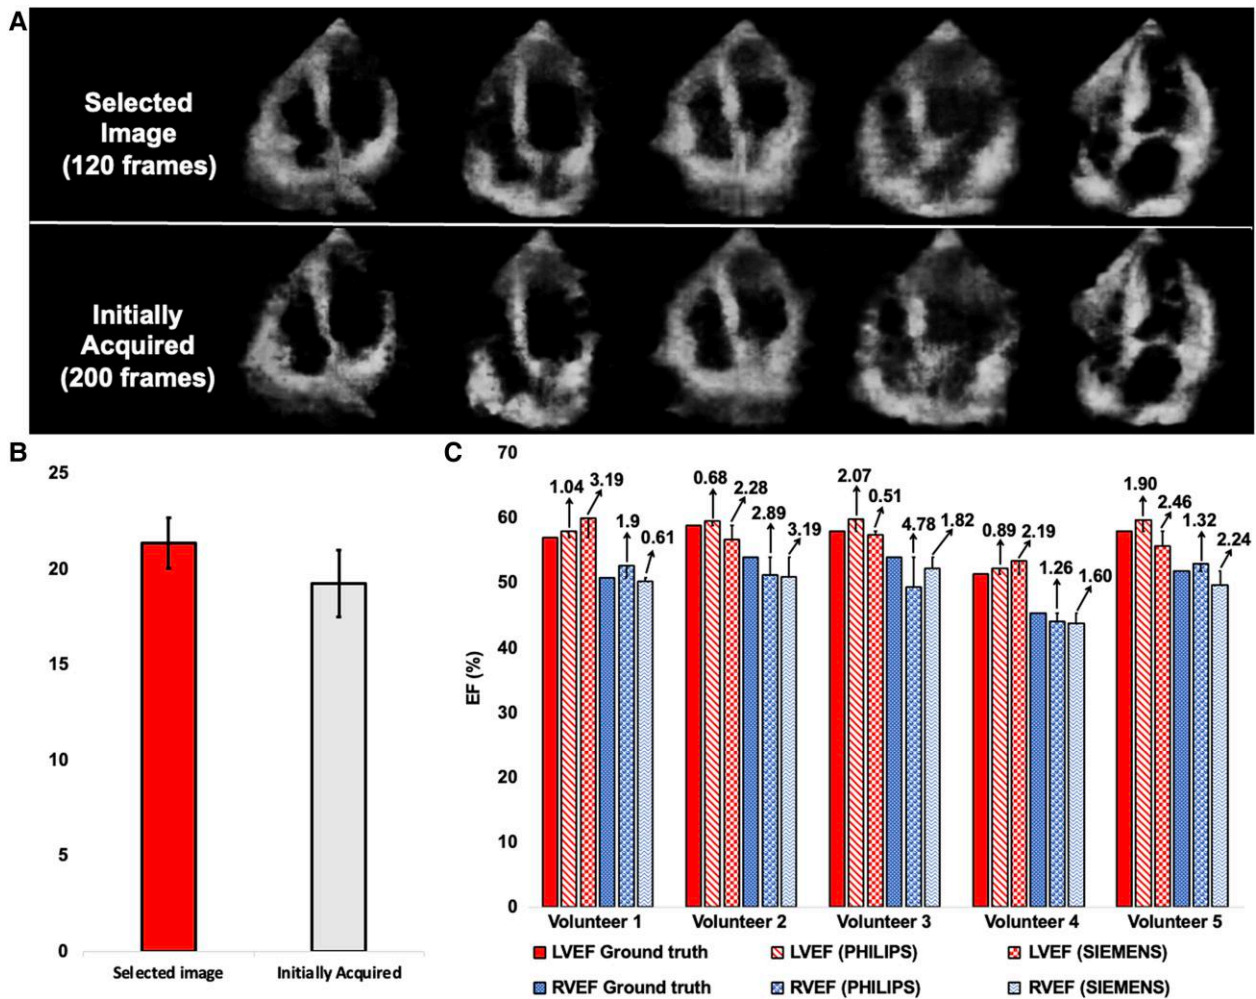 A
Selected
Image
(120 frames)
Initially
Acquired
(200 frames)
B
25
20
15
10
5
0
Selected image
Initially Acquired
C
70
60
50
40
30
20
10
0
EF (%)
1.04
3.19
1.9
0.61
0.68
2.28
2.89
3.19
2.07
0.51
4.78
1.82
0.89
2.19
1.26
1.60
1.90
2.46
1.32
2.24
Volunteer 1
Volunteer 2
Volunteer 3
Volunteer 4
Volunteer 5
LVEF Ground truth
LVEF (PHILIPS)
LVEF (SIEMENS)
RVEF Ground truth
RVEF (PHILIPS)
RVEF (SIEMENS)